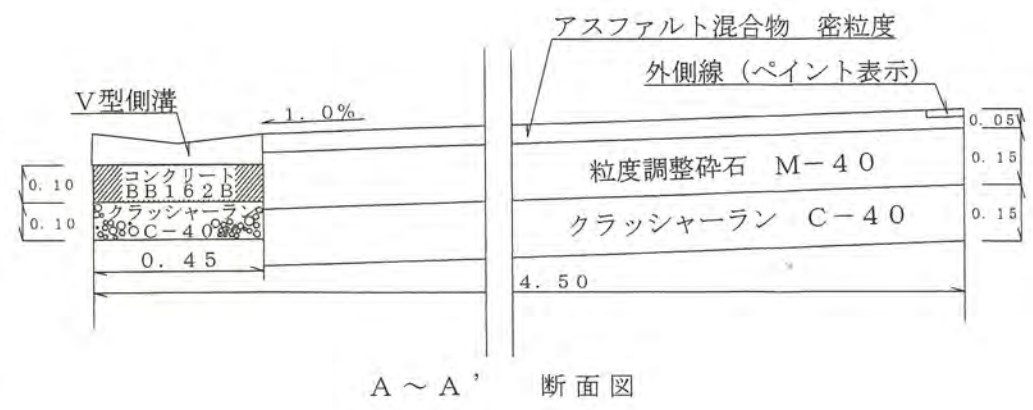 アスファルト混合物 密粒度
外側線(ペイント表示)
V型側溝
1.0%
0.05
コンクリート
BB162B
0.10
粒度調整砕石 M-40
0.15
クラッシャーラン
C-40
0.10
クラッシャーラン C-40
0.15
0.45
4.50
A~A' 断面図